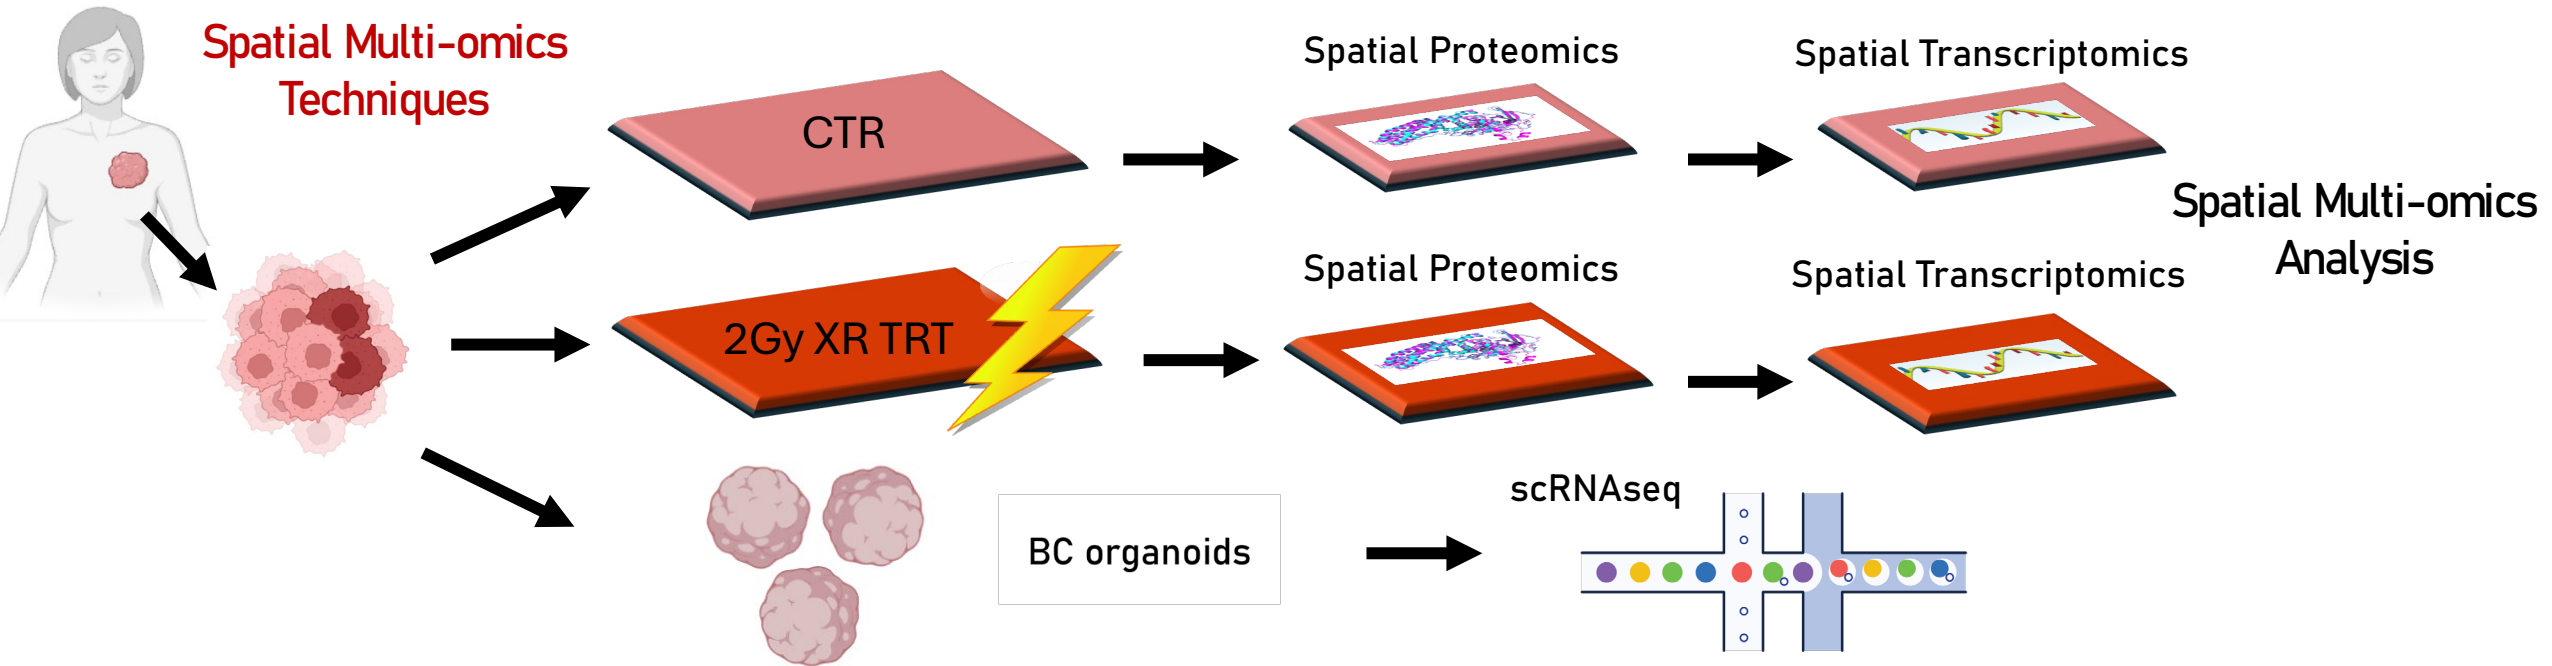 Spatial Multi-omics
Techniques
CTR
Spatial Proteomics
Spatial Transcriptomics
Spatial Multi-omics
Analysis
2Gy XR TRT
Spatial Proteomics
Spatial Transcriptomics
BC organoids
scRNAseq